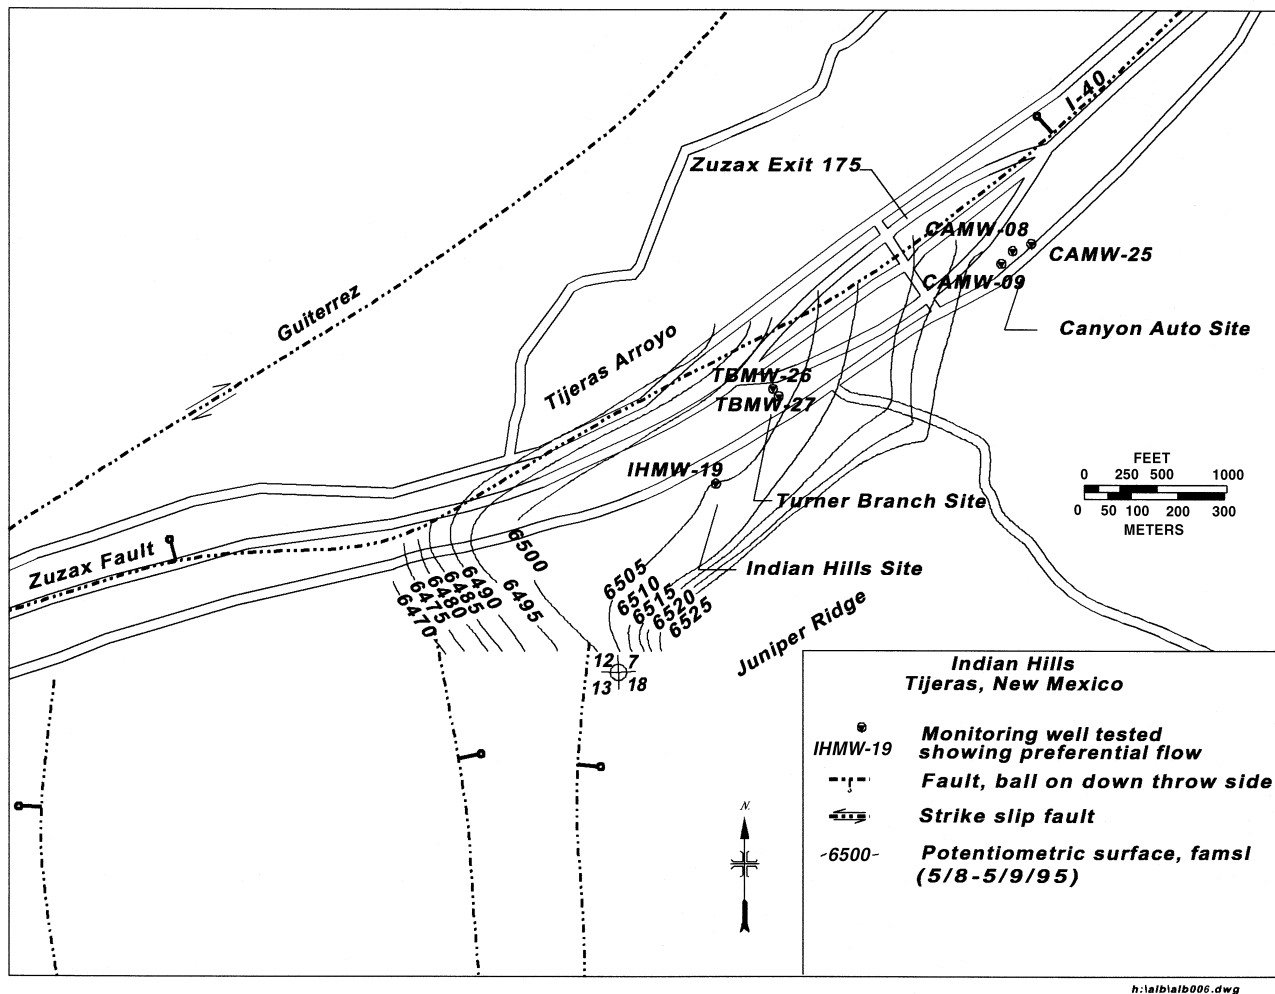 I-40
Zuzax Exit 175
CAMW-08
CAMW-25
CAMW-09
Guiterrez
Canyon Auto Site
Tijeras Arroyo
TBMW-26
TBMW-27
IHMW-19
FEET
0 250 500 1000
0 50 100 200 300
METERS
Turner Branch Site
Zuzax Fault
Indian Hills Site
6470
6475
6480
6485
6490
6495
6500
6505
6510
6515
6520
6525
Juniper Ridge
12 7
13 18
Indian Hills
Tijeras, New Mexico
IHMW-19
Monitoring well tested
showing preferential flow
Fault, ball on down throw side
Strike slip fault
-6500-
Potentiometric surface, famsl
(5/8-5/9/95)
N
h:\alb\alb006.dwg